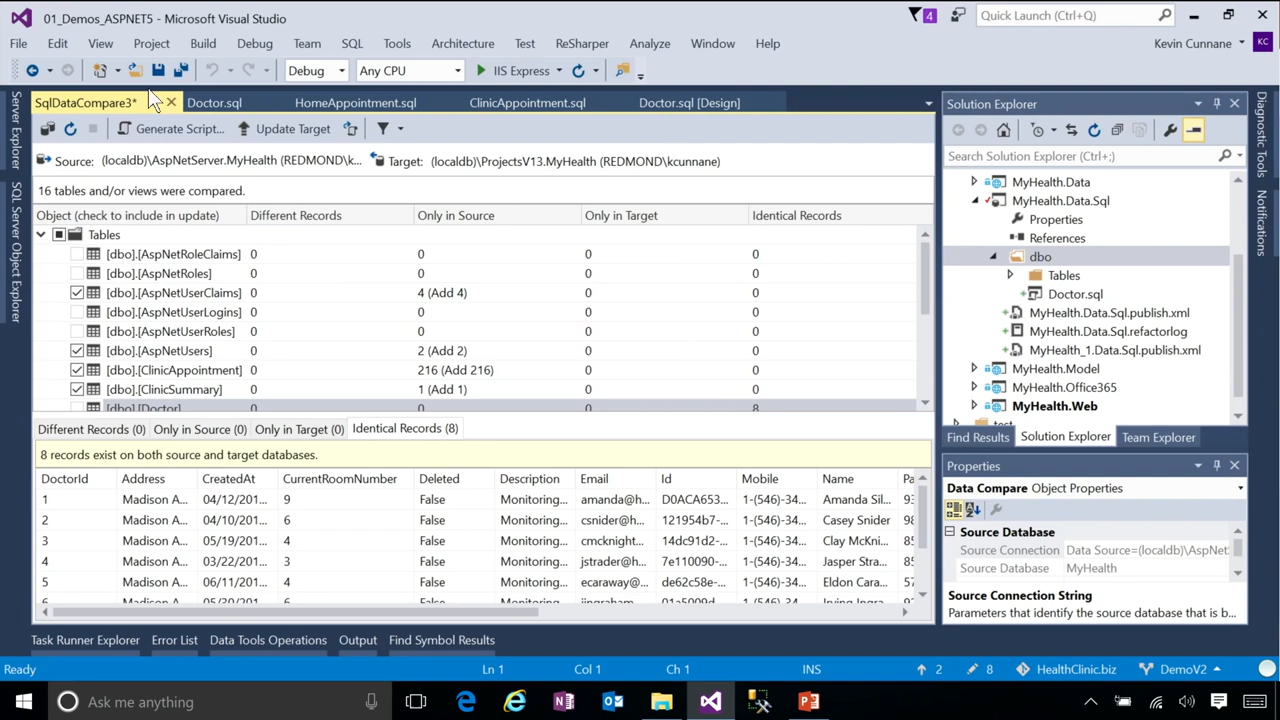 01_Demos_ASPNET5 - Microsoft Visual Studio
4
Quick Launch (Ctrl+Q)
File Edit View Project Build Debug Team SQL Tools Architecture Test ReSharper Analyze Window Help
Kevin Cunnane
KC
Debug Any CPU IIS Express
SqlDataCompare3* Doctor.sql HomeAppointment.sql ClinicAppointment.sql Doctor.sql [Design]
Generate Script... Update Target
Source: (localdb)\AspNetServer.MyHealth (REDMOND\k... Target: (localdb)\ProjectsV13.MyHealth (REDMOND\kcunnane)
16 tables and/or views were compared.
Object (check to include in update) Different Records Only in Source Only in Target Identical Records
Tables
[dbo].[AspNetRoleClaims] 0 0 0 0
[dbo].[AspNetRoles] 0 0 0 0
[dbo].[AspNetUserClaims] 0 4 (Add 4) 0 0
[dbo].[AspNetUserLogins] 0 0 0 0
[dbo].[AspNetUserRoles] 0 0 0 0
[dbo].[AspNetUsers] 0 2 (Add 2) 0 0
[dbo].[ClinicAppointment] 0 216 (Add 216) 0 0
[dbo].[ClinicSummary] 0 1 (Add 1) 0 0
[dbo].[Doctor] 0 0 0 8
Different Records (0) Only in Source (0) Only in Target (0) Identical Records (8)
8 records exist on both source and target databases.
DoctorId Address CreatedAt CurrentRoomNumber Deleted Description Email Id Mobile Name Pa
1 Madison A... 04/12/201... 9 False Monitoring... amanda@h... D0ACA653... 1-(546)-34... Amanda Sil... 93
2 Madison A... 04/10/201... 6 False Monitoring... csnider@h... 121954b7-... 1-(546)-34... Casey Snider 98
3 Madison A... 05/19/201... 4 False Monitoring... cmcknight... 14dc91d2-... 1-(546)-34... Clay McKni... 85
4 Madison A... 03/22/201... 3 False Monitoring... jstrader@h... 7e110090-... 1-(546)-34... Jasper Stra... 85
5 Madison A... 06/11/201... 4 False Monitoring... ecaraway@... de62c58e-... 1-(546)-34... Eldon Cara... 57
Server Explorer
SQL Server Object Explorer
Solution Explorer
Search Solution Explorer (Ctrl+;)
MyHealth.Data
MyHealth.Data.Sql
Properties
References
dbo
Tables
Doctor.sql
MyHealth.Data.Sql.publish.xml
MyHealth.Data.Sql.refactorlog
MyHealth_1.Data.Sql.publish.xml
MyHealth.Model
MyHealth.Office365
MyHealth.Web
test
Find Results Solution Explorer Team Explorer
Properties
Data Compare Object Properties
Source Database
Source Connection Data Source=(localdb)\AspNet
Source Database MyHealth
Source Connection String
Parameters that identify the source database that is b...
Diagnostic Tools
Notifications
Task Runner Explorer Error List Data Tools Operations Output Find Symbol Results
Ready Ln 1 Col 1 Ch 1 INS 2 8 HealthClinic.biz DemoV2
Ask me anything